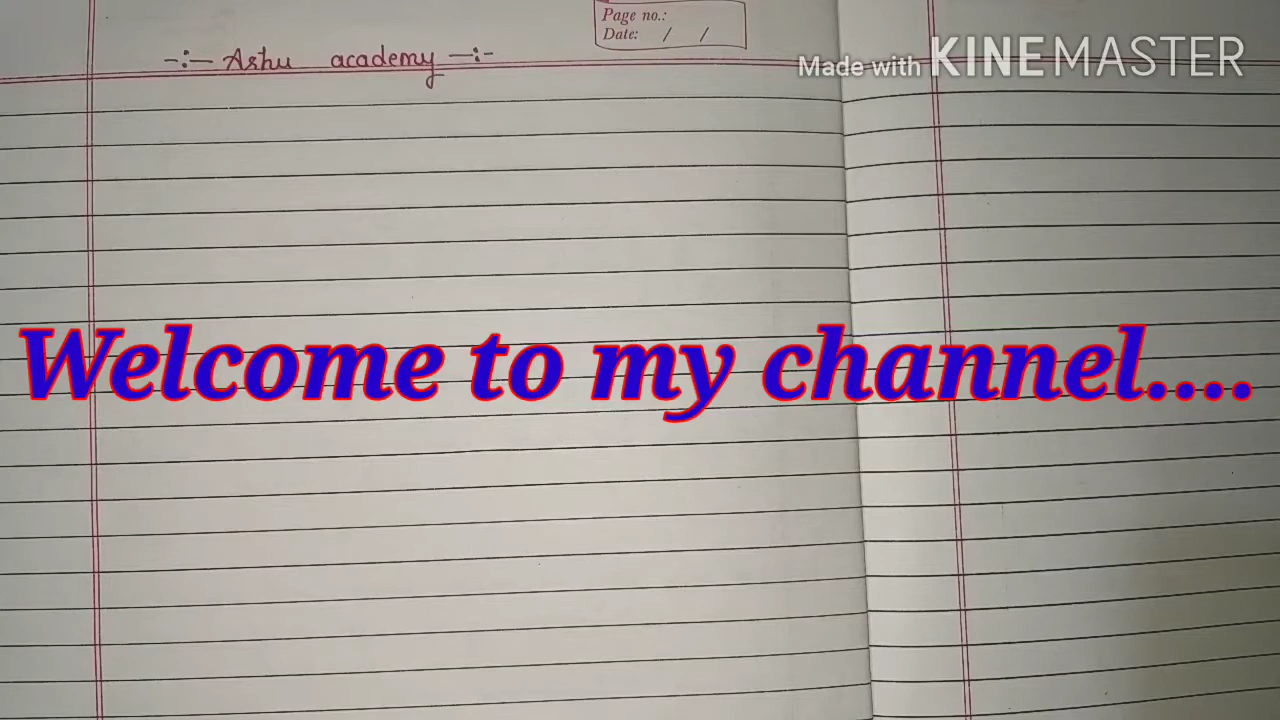 Page no.:
Date: / /
-:- Ashu academy -:-
Made with KINEMASTER
Welcome to my channel....